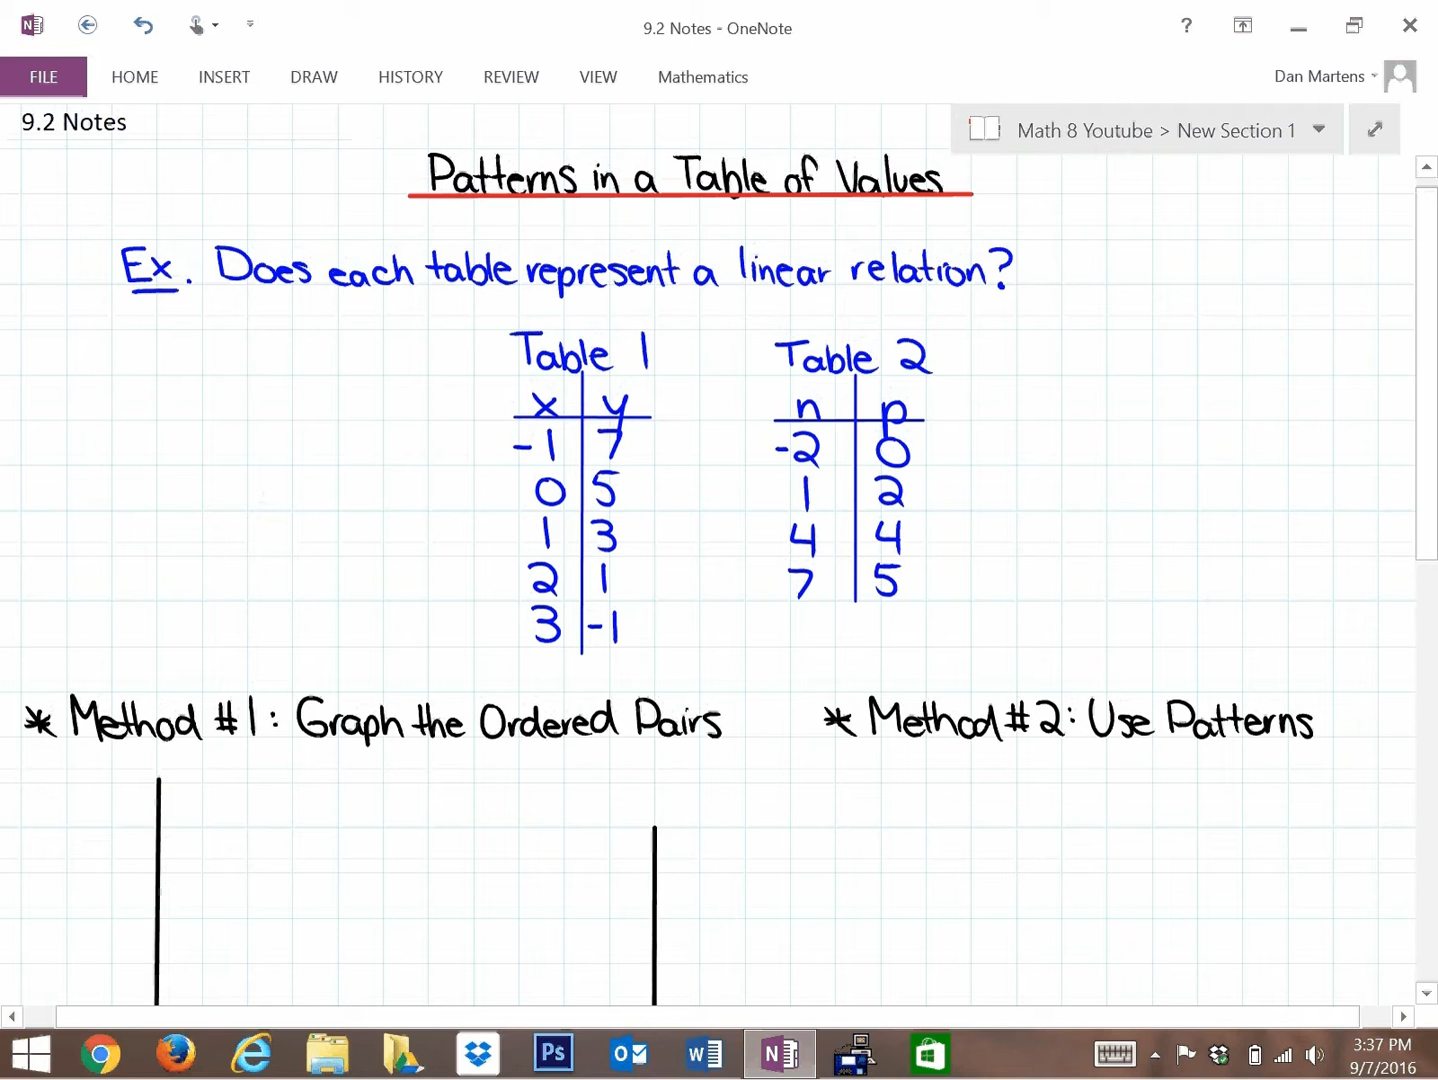 9.2 Notes - OneNote
?
FILE HOME INSERT DRAW HISTORY REVIEW VIEW Mathematics Dan Martens
9.2 Notes
Math 8 Youtube > New Section 1
Patterns in a Table of Values
Ex. Does each table represent a linear relation?
Table 1 Table 2
x y n p
-1 7 -2 0
0 5 1 2
1 3 4 4
2 1 7 5
3 -1
* Method #1: Graph the Ordered Pairs * Method #2: Use Patterns
Ps
3:37 PM
9/7/2016